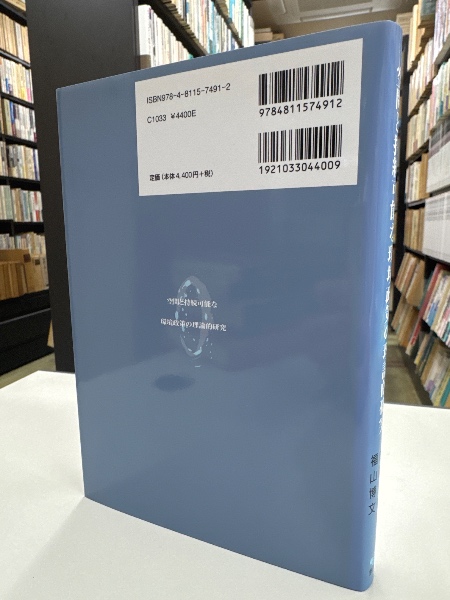 ISBN978-4-8115-7491-2
C1033 ¥4400E
定価(本体4,400円+税)
9784811574912
1921033044009
空間と持続可能な
環境政策の理論的研究
福山博文